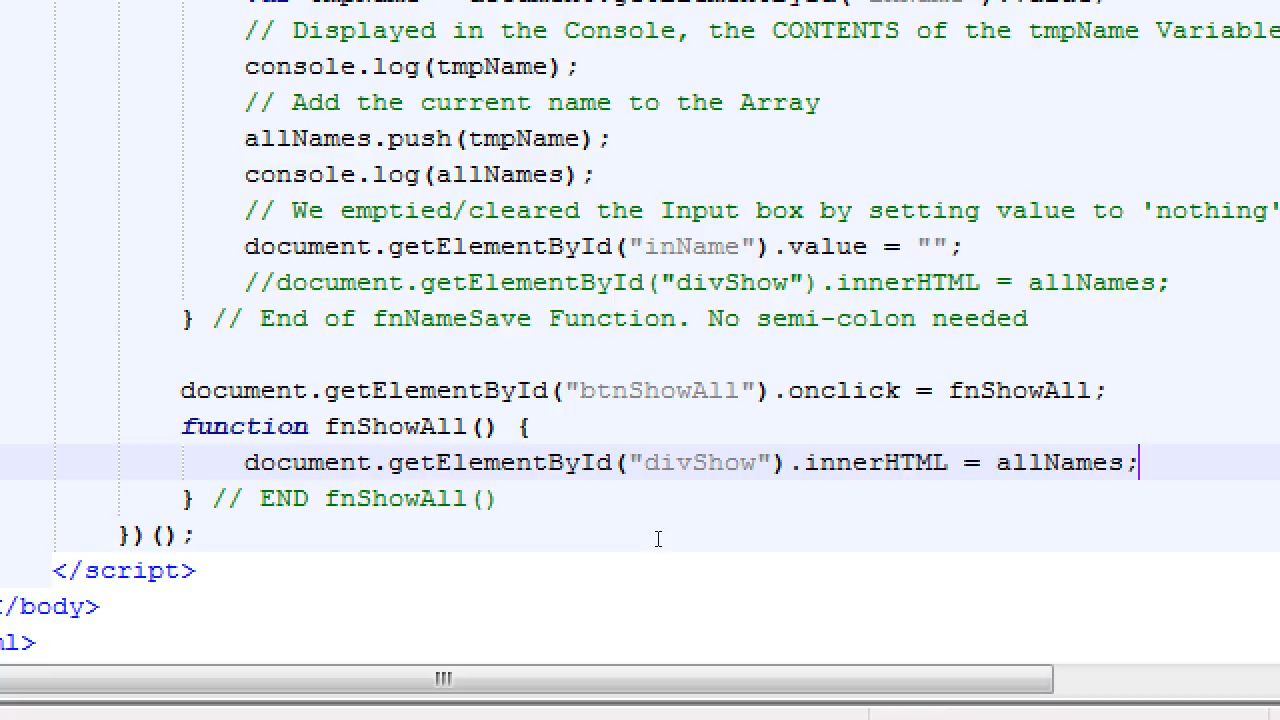 // Displayed in the Console, the CONTENTS of the tmpName Variable
console.log(tmpName);
// Add the current name to the Array
allNames.push(tmpName);
console.log(allNames);
// We emptied/cleared the Input box by setting value to 'nothing'
document.getElementById("inName").value = "";
//document.getElementById("divShow").innerHTML = allNames;
} // End of fnNameSave Function. No semi-colon needed
document.getElementById("btnShowAll").onclick = fnShowAll;
function fnShowAll() {
document.getElementById("divShow").innerHTML = allNames;
} // END fnShowAll()
})();
</script>
/body>
ml>